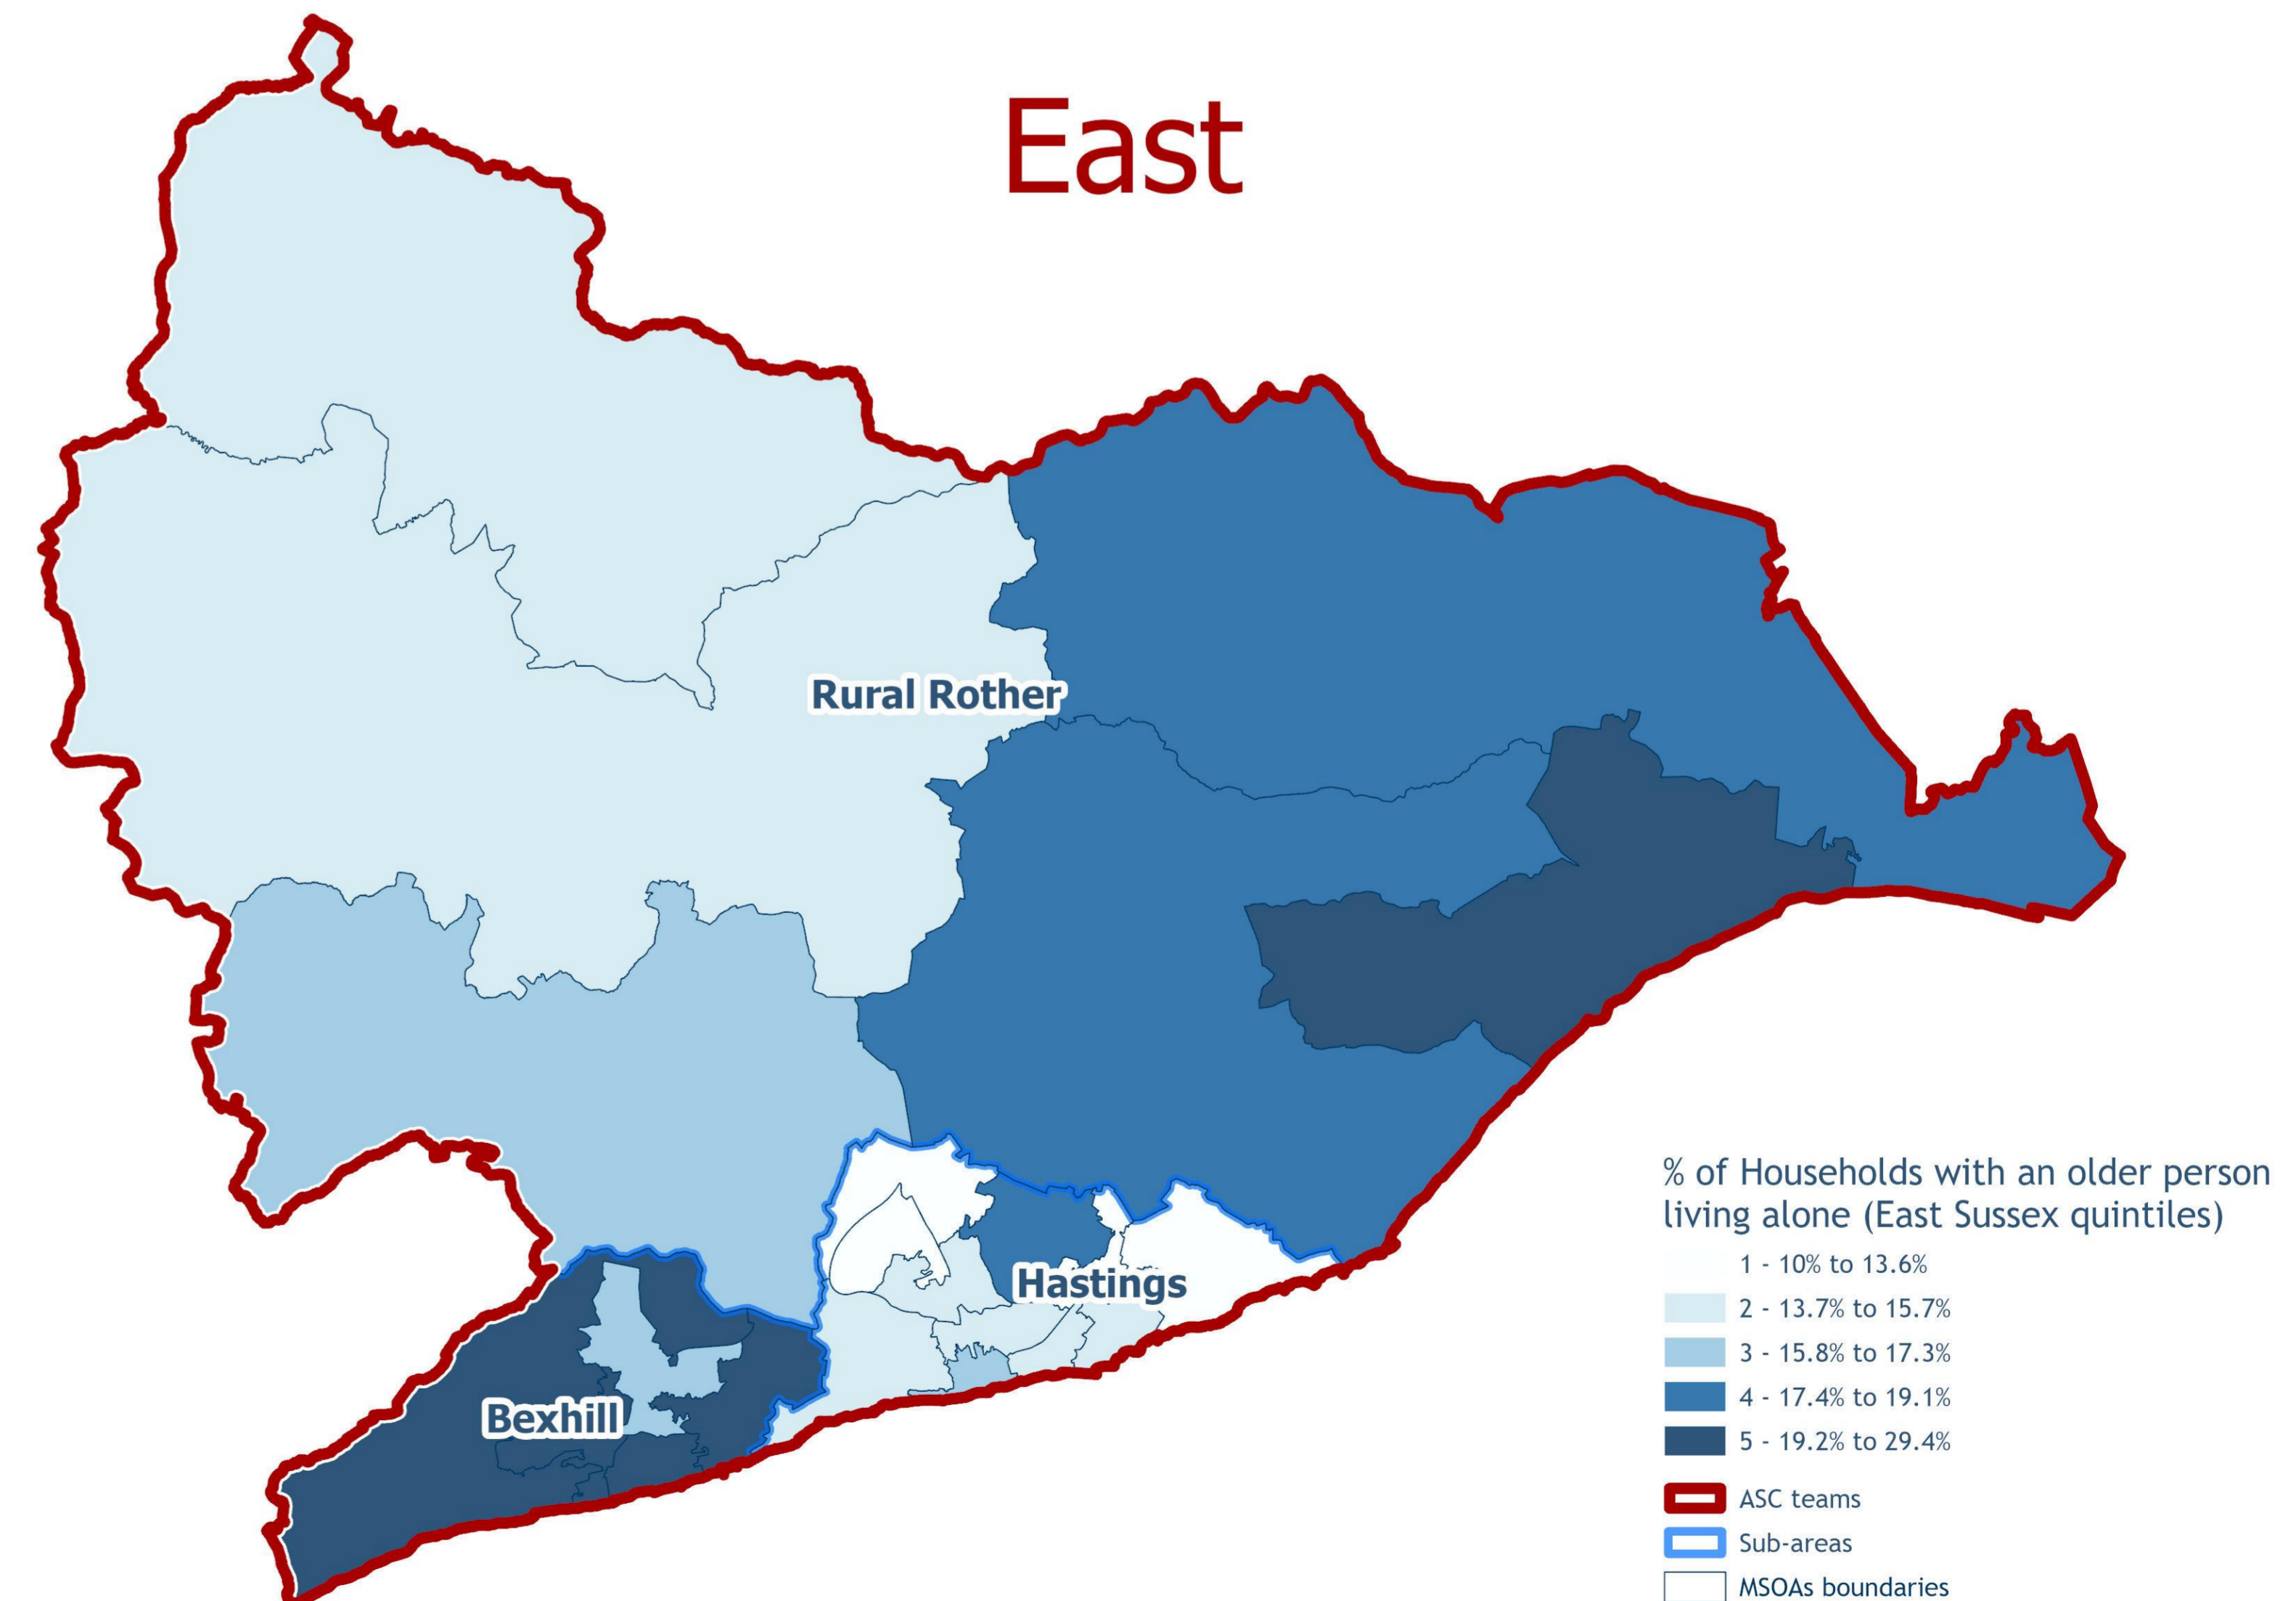 East
Rural Rother
Hastings
Bexhill
% of Households with an older person
living alone (East Sussex quintiles)
1 - 10% to 13.6%
2 - 13.7% to 15.7%
3 - 15.8% to 17.3%
4 - 17.4% to 19.1%
5 - 19.2% to 29.4%
ASC teams
Sub-areas
MSOAs boundaries